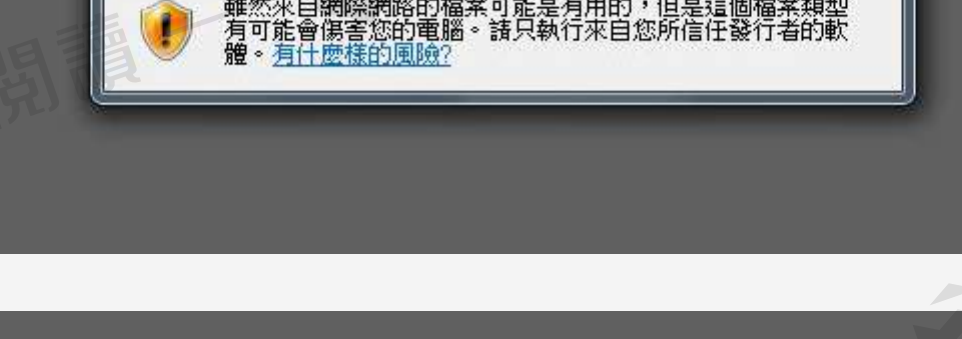 雖然來自網際網路的檔案可能是有用的，但是這個檔案類型
有可能會傷害您的電腦。請只執行來自您所信任發行者的軟
體。有什麼樣的風險?
閱讀